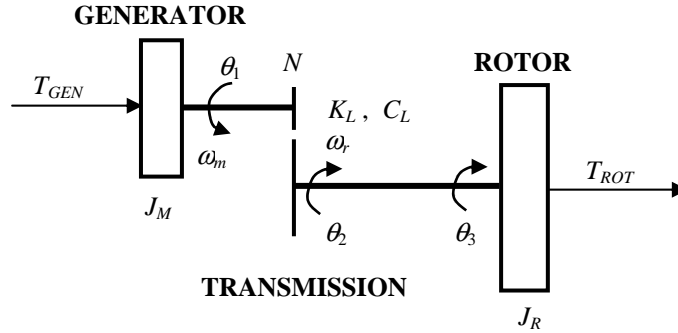 GENERATOR
θ₁
N
ROTOR
T_GEN
K_L , C_L
ω_m
ω_r
T_ROT
J_M
θ₂
θ₃
TRANSMISSION
J_R